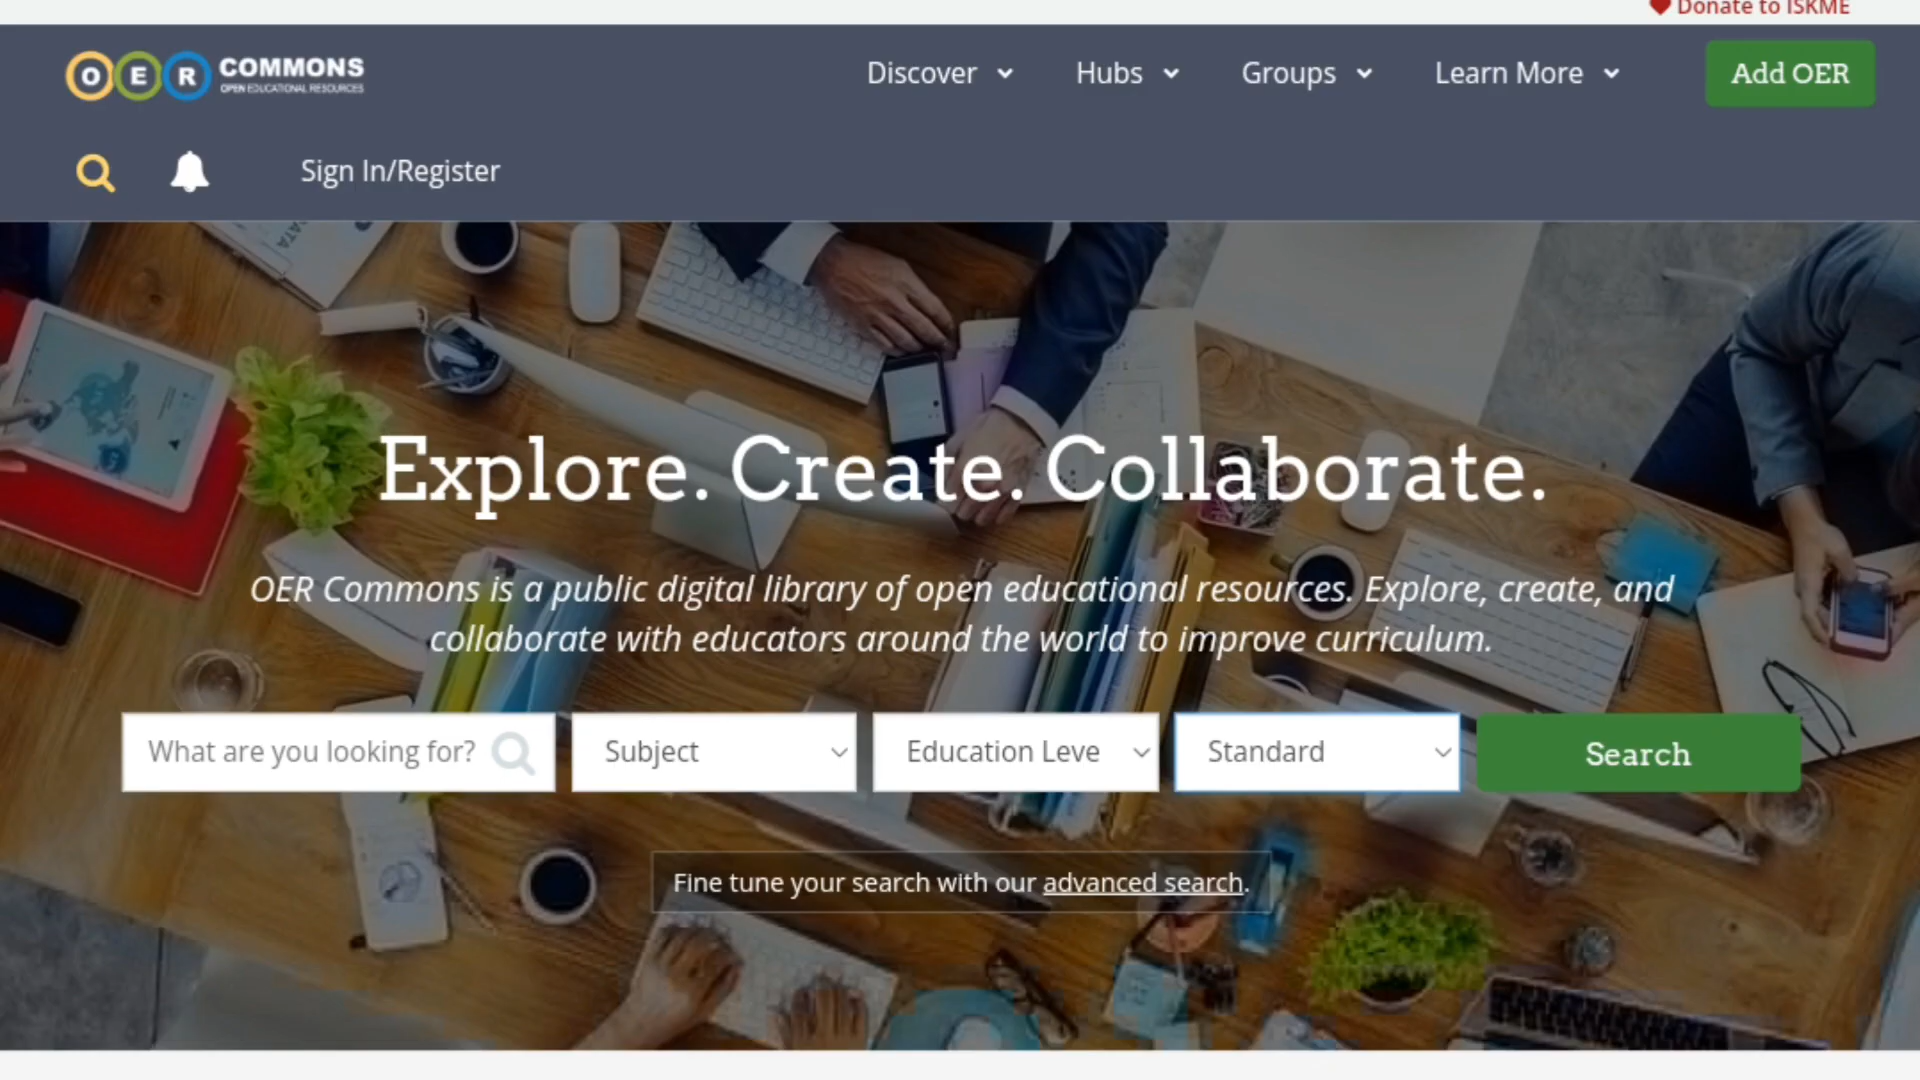 Donate to ISKME
OER COMMONS
OPEN EDUCATIONAL RESOURCES
Discover
Hubs
Groups
Learn More
Add OER
Sign In/Register
Explore. Create. Collaborate.
OER Commons is a public digital library of open educational resources. Explore, create, and
collaborate with educators around the world to improve curriculum.
What are you looking for?
Subject
Education Leve
Standard
Search
Fine tune your search with our advanced search.